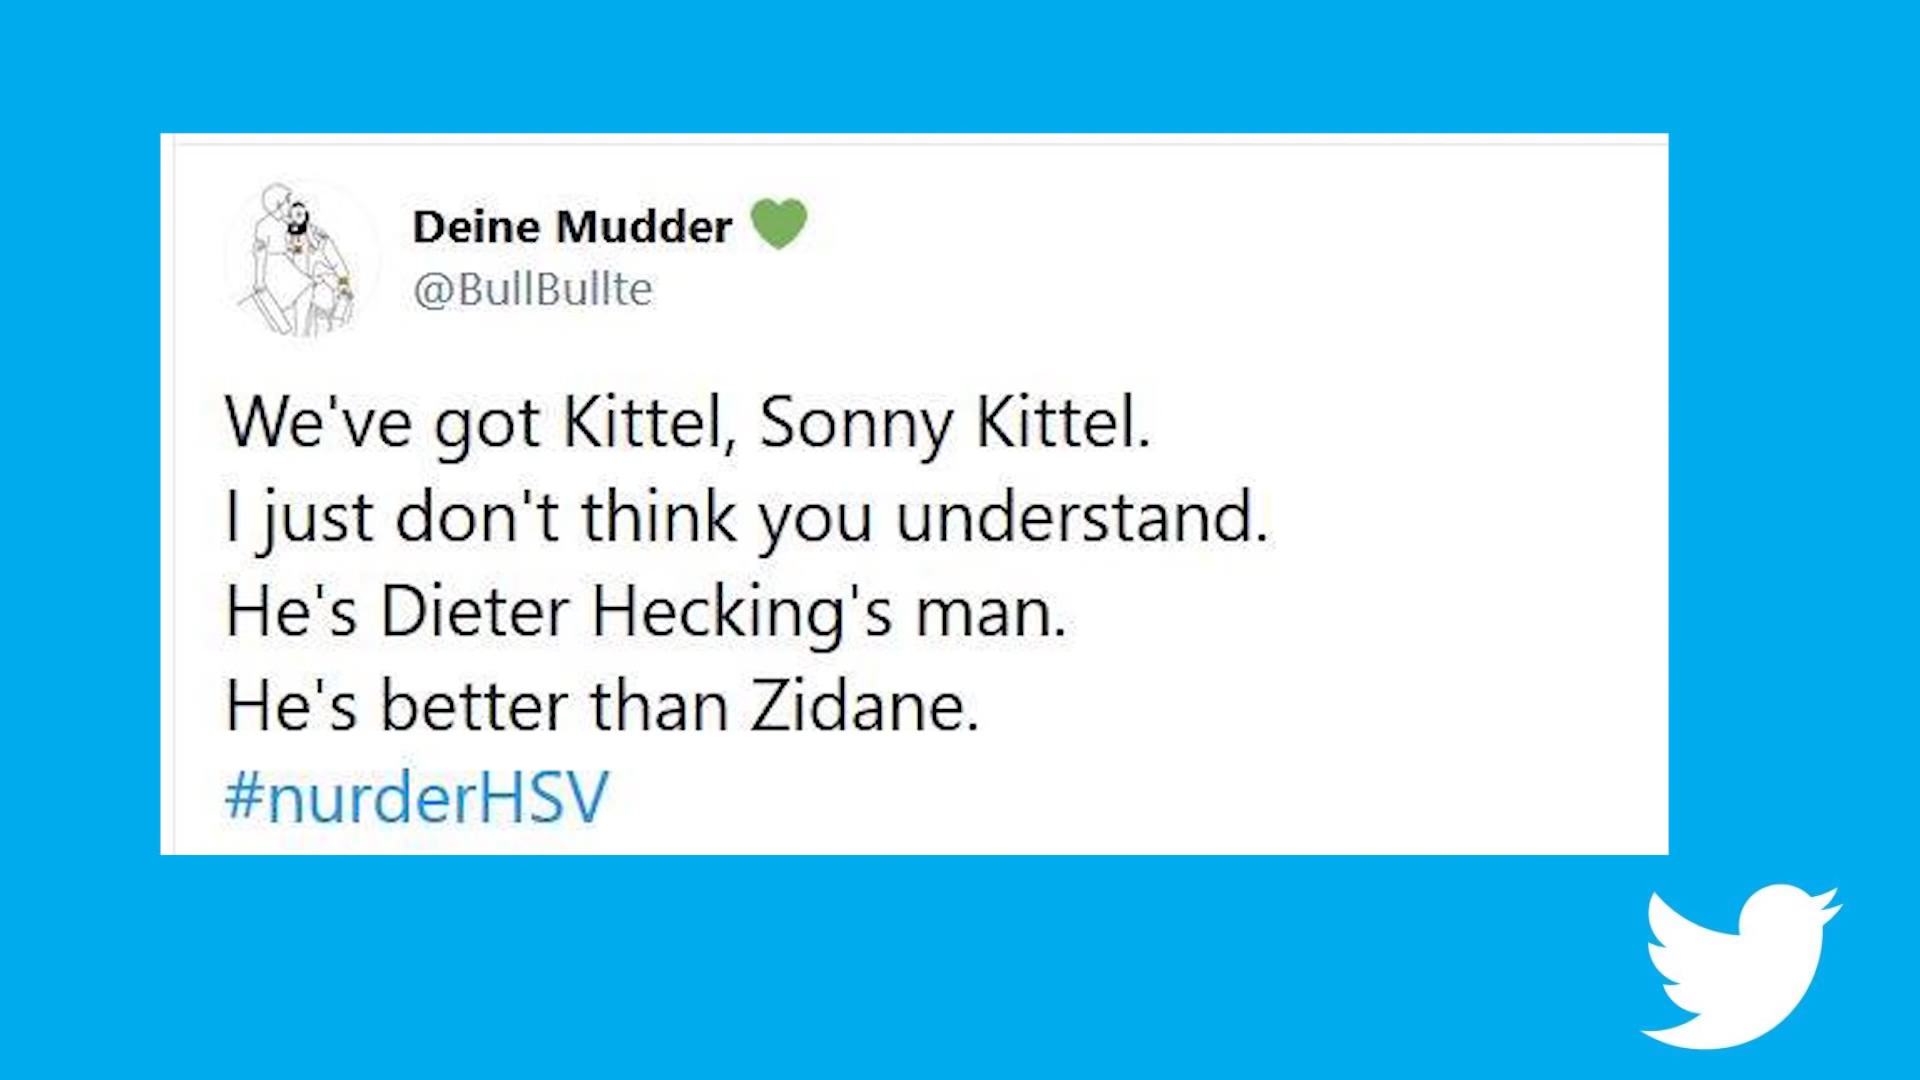 Deine Mudder 💚
@BullBullte
We've got Kittel, Sonny Kittel.
I just don't think you understand.
He's Dieter Hecking's man.
He's better than Zidane.
#nurderHSV